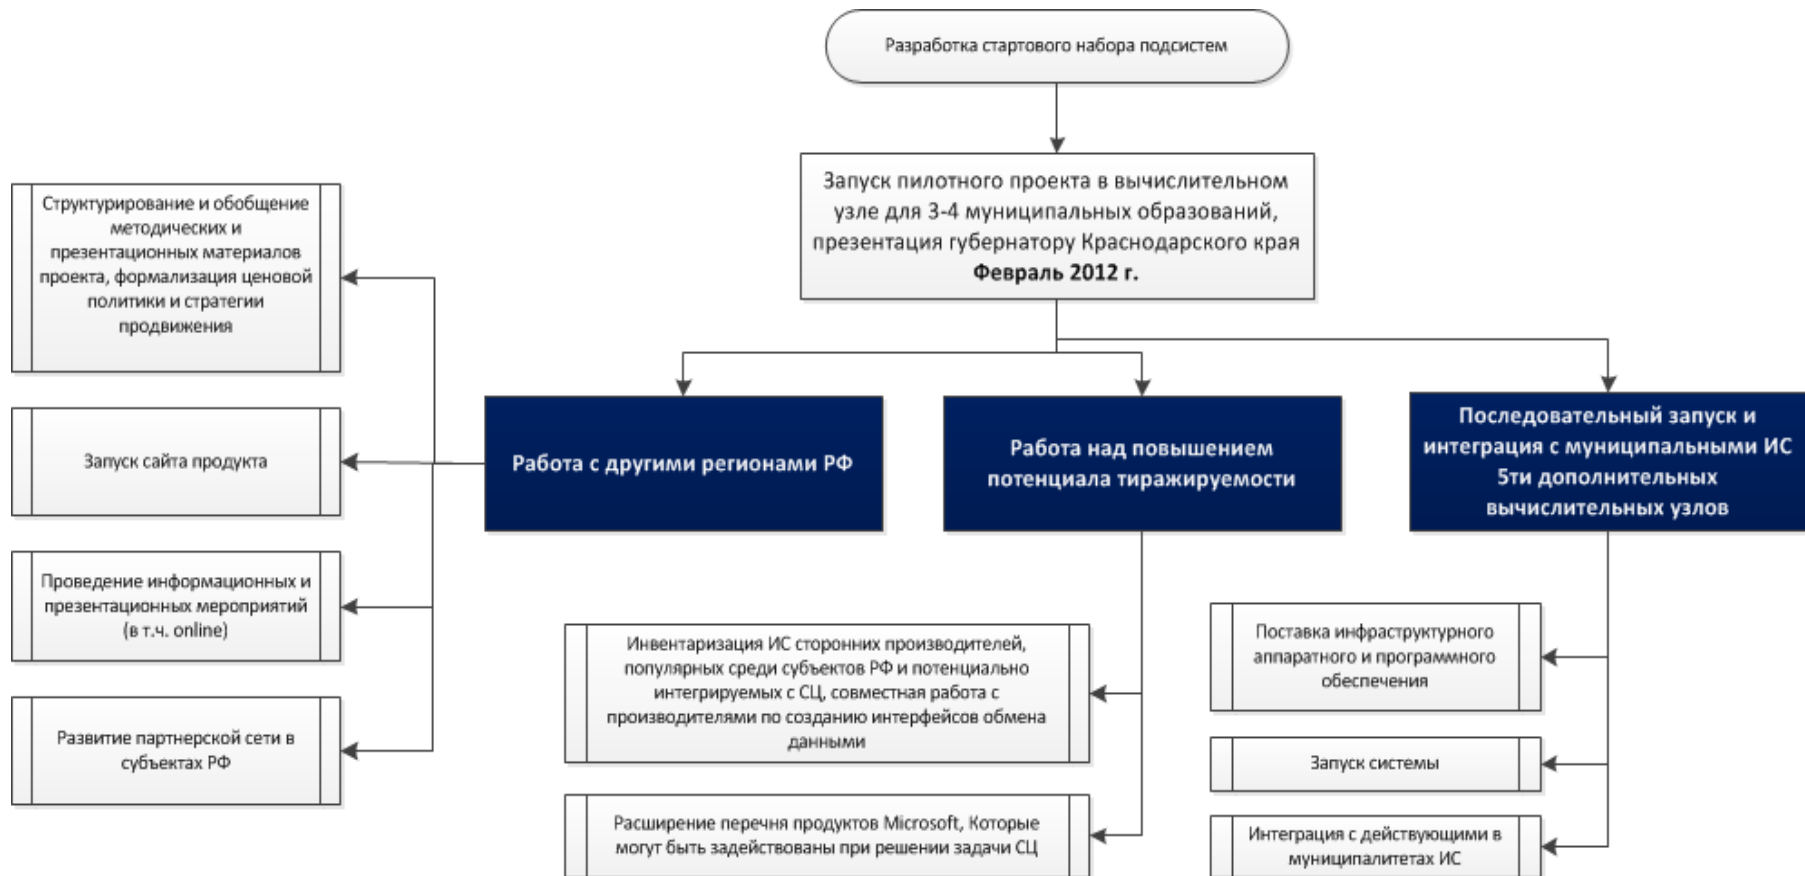 Разработка стартового набора подсистем
Запуск пилотного проекта в вычислительном
узле для 3-4 муниципальных образований,
презентация губернатору Краснодарского края
Февраль 2012 г.
Структурирование и обобщение
методических и
презентационных материалов
проекта, формализация ценовой
политики и стратегии
продвижения
Запуск сайта продукта
Проведение информационных и
презентационных мероприятий
(в т.ч. online)
Развитие партнерской сети в
субъектах РФ
Работа с другими регионами РФ
Работа над повышением
потенциала тиражируемости
Последовательный запуск и
интеграция с муниципальными ИС
5ти дополнительных
вычислительных узлов
Инвентаризация ИС сторонних производителей,
популярных среди субъектов РФ и потенциально
интегрируемых с СЦ, совместная работа с
производителями по созданию интерфейсов обмена
данными
Расширение перечня продуктов Microsoft, Которые
могут быть задействованы при решении задачи СЦ
Поставка инфраструктурного
аппаратного и программного
обеспечения
Запуск системы
Интеграция с действующими в
муниципалитетах ИС